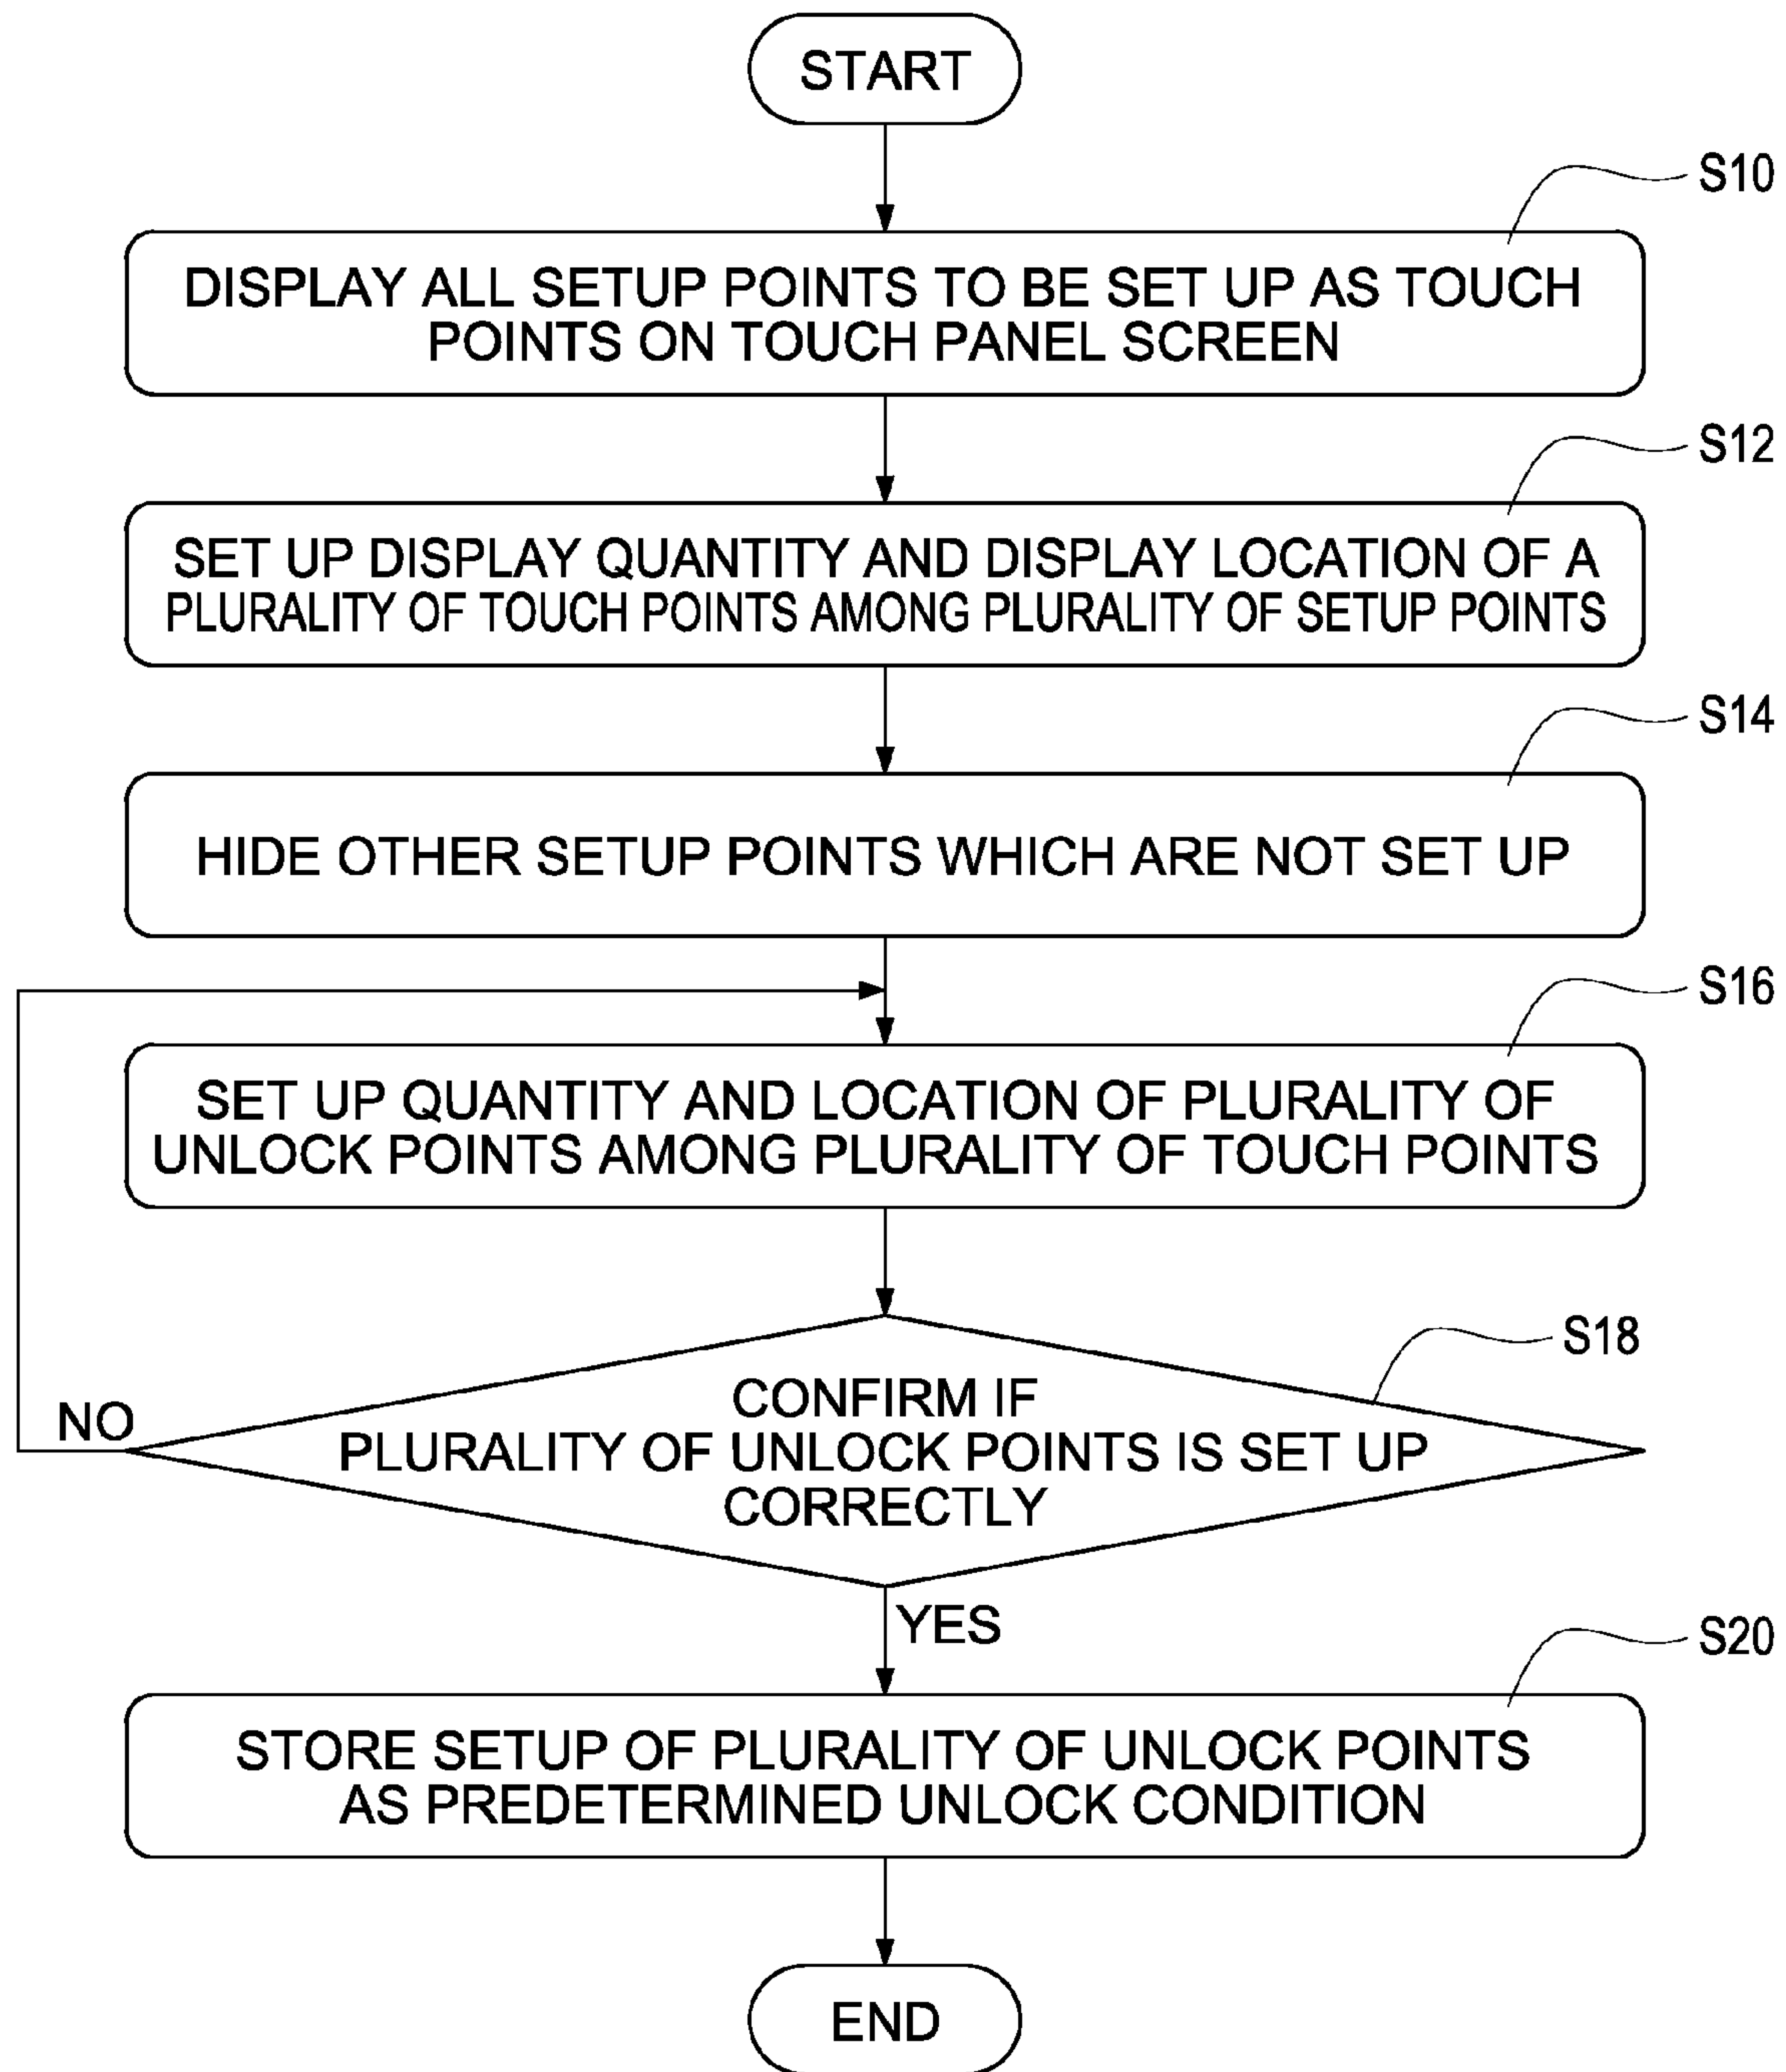 START
S10
DISPLAY ALL SETUP POINTS TO BE SET UP AS TOUCH
POINTS ON TOUCH PANEL SCREEN
S12
SET UP DISPLAY QUANTITY AND DISPLAY LOCATION OF A
PLURALITY OF TOUCH POINTS AMONG PLURALITY OF SETUP POINTS
S14
HIDE OTHER SETUP POINTS WHICH ARE NOT SET UP
S16
SET UP QUANTITY AND LOCATION OF PLURALITY OF
UNLOCK POINTS AMONG PLURALITY OF TOUCH POINTS
S18
CONFIRM IF
PLURALITY OF UNLOCK POINTS IS SET UP
CORRECTLY
NO
YES
S20
STORE SETUP OF PLURALITY OF UNLOCK POINTS
AS PREDETERMINED UNLOCK CONDITION
END